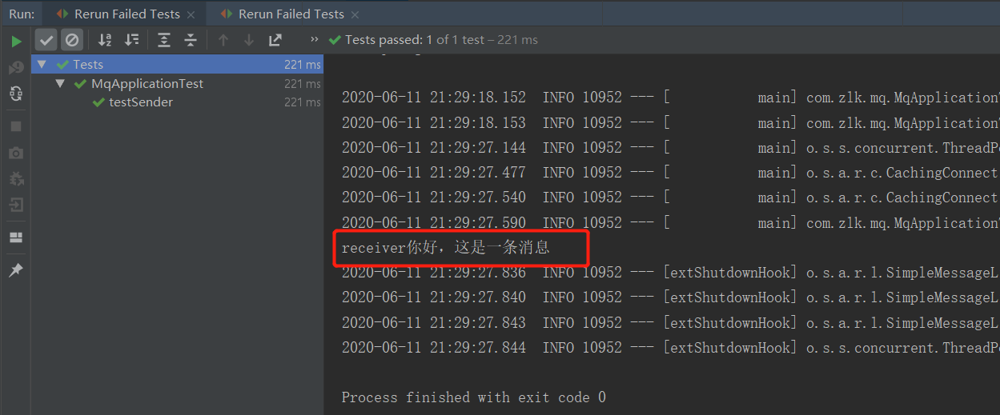 Run: Rerun Failed Tests × Rerun Failed Tests ×
Tests passed: 1 of 1 test – 221 ms
Tests 221 ms
MqApplicationTest 221 ms
testSender 221 ms
2020-06-11 21:29:18.152 INFO 10952 --- [ main] com.zlk.mq.MqApplication
2020-06-11 21:29:18.153 INFO 10952 --- [ main] com.zlk.mq.MqApplication
2020-06-11 21:29:27.144 INFO 10952 --- [ main] o.s.s.concurrent.ThreadP
2020-06-11 21:29:27.477 INFO 10952 --- [ main] o.s.a.r.c.CachingConnect
2020-06-11 21:29:27.540 INFO 10952 --- [ main] o.s.a.r.c.CachingConnect
2020-06-11 21:29:27.590 INFO 10952 --- [ main] com.zlk.mq.MqApplication
receiver你好，这是一条消息
2020-06-11 21:29:27.836 INFO 10952 --- [extShutdownHook] o.s.a.r.l.SimpleMessageL
2020-06-11 21:29:27.840 INFO 10952 --- [extShutdownHook] o.s.a.r.l.SimpleMessageL
2020-06-11 21:29:27.843 INFO 10952 --- [extShutdownHook] o.s.a.r.l.SimpleMessageL
2020-06-11 21:29:27.844 INFO 10952 --- [extShutdownHook] o.s.s.concurrent.ThreadP
Process finished with exit code 0